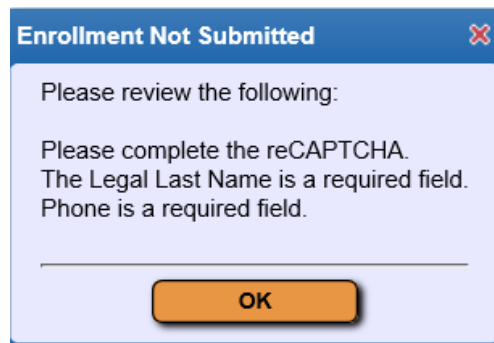 Enrollment Not Submitted
Please review the following:
Please complete the reCAPTCHA.
The Legal Last Name is a required field.
Phone is a required field.
OK